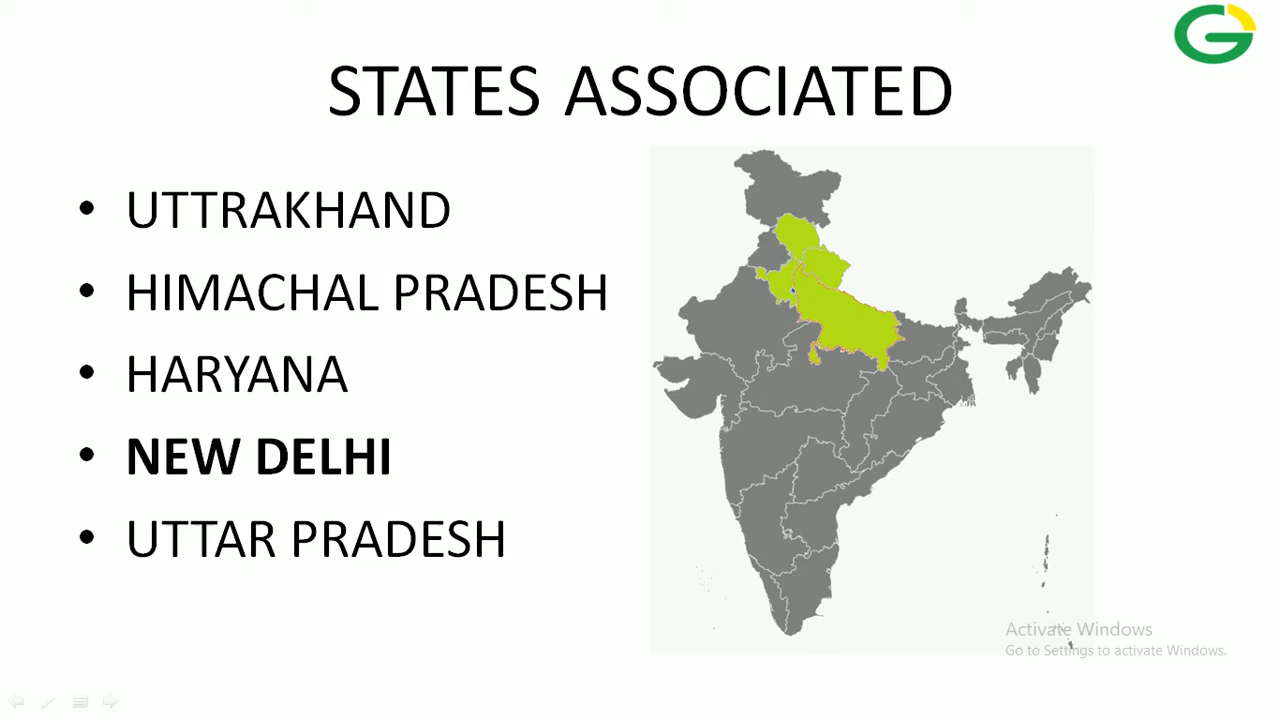 STATES ASSOCIATED
• UTTRAKHAND
• HIMACHAL PRADESH
• HARYANA
• NEW DELHI
• UTTAR PRADESH
Activate Windows
Go to Settings to activate Windows.